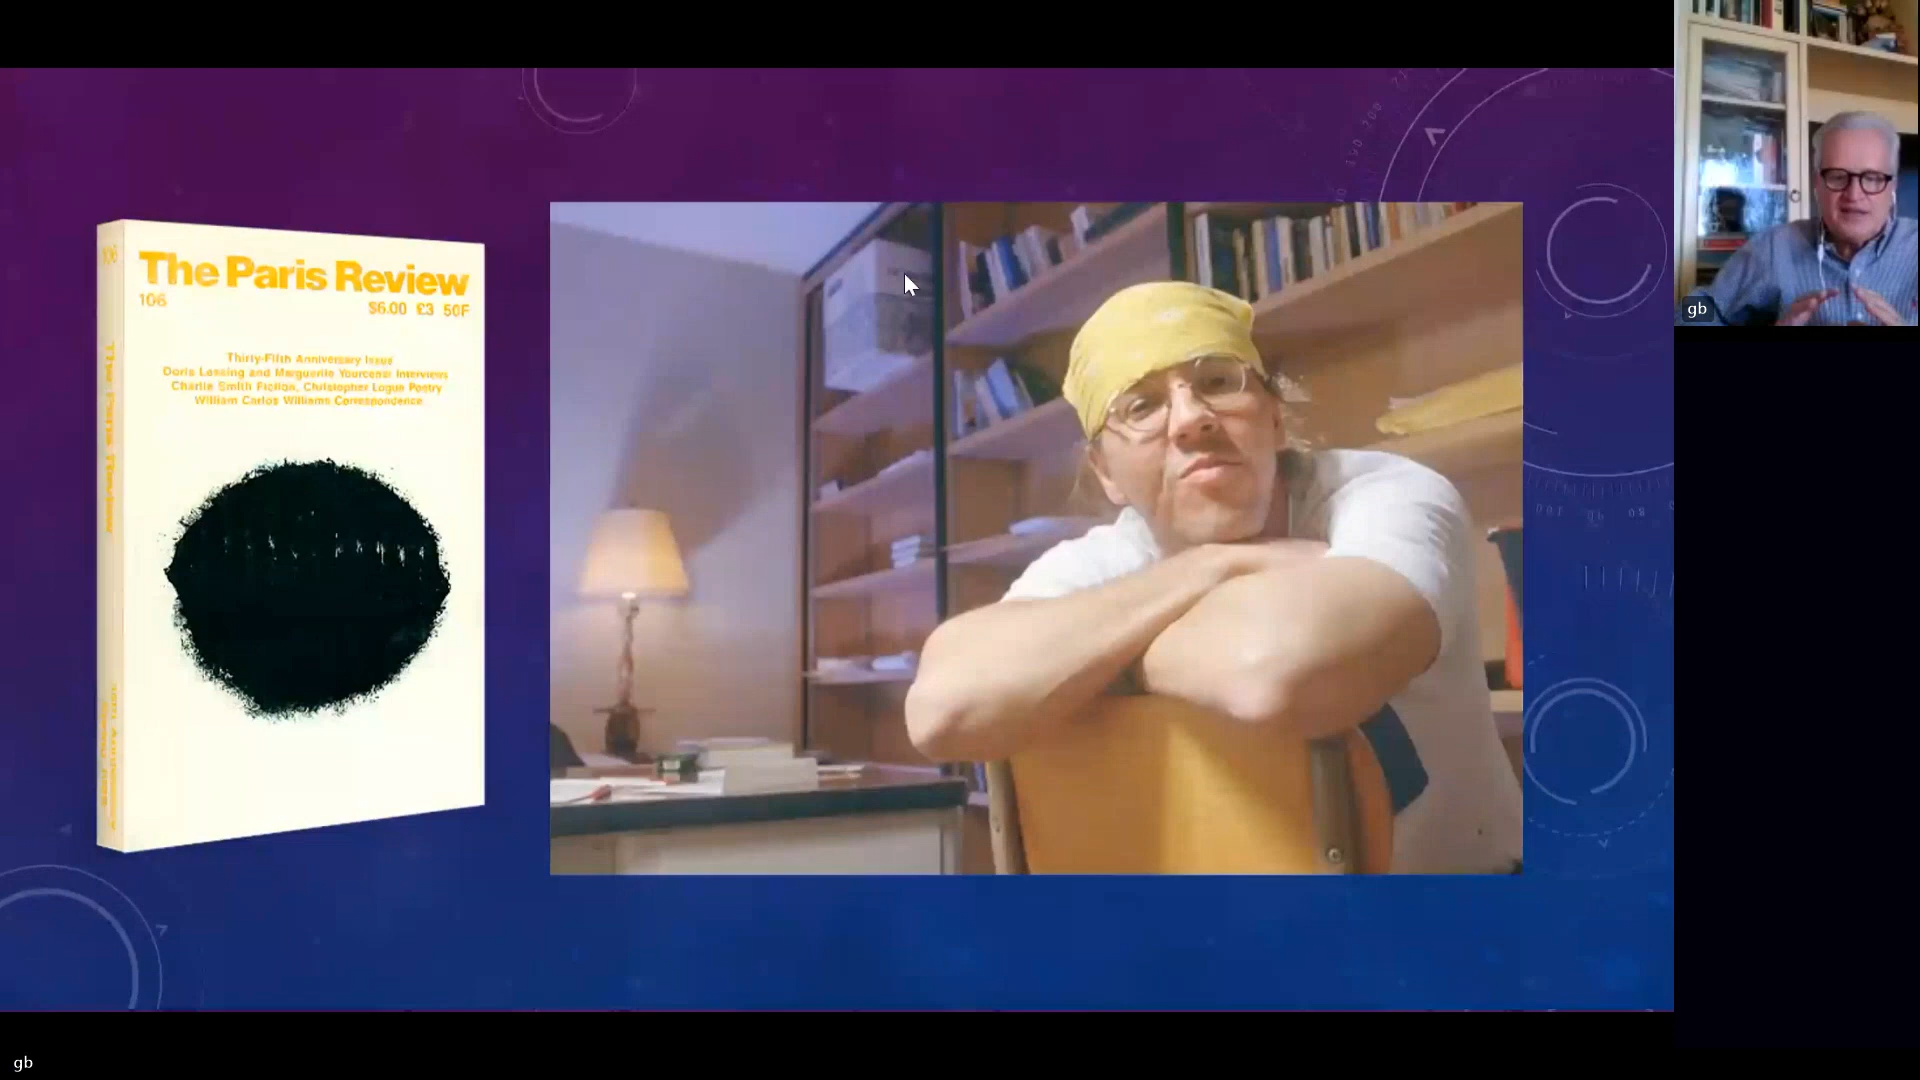 The Paris Review
106
$6.00 £3 50F
Thirty-Fifth Anniversary Issue
Doris Lessing and Marguerite Yourcenar Interviews
Charlie Smith Fiction, Christopher Logue Poetry
William Carlos Williams Correspondence
106
The Paris Review
gb
gb